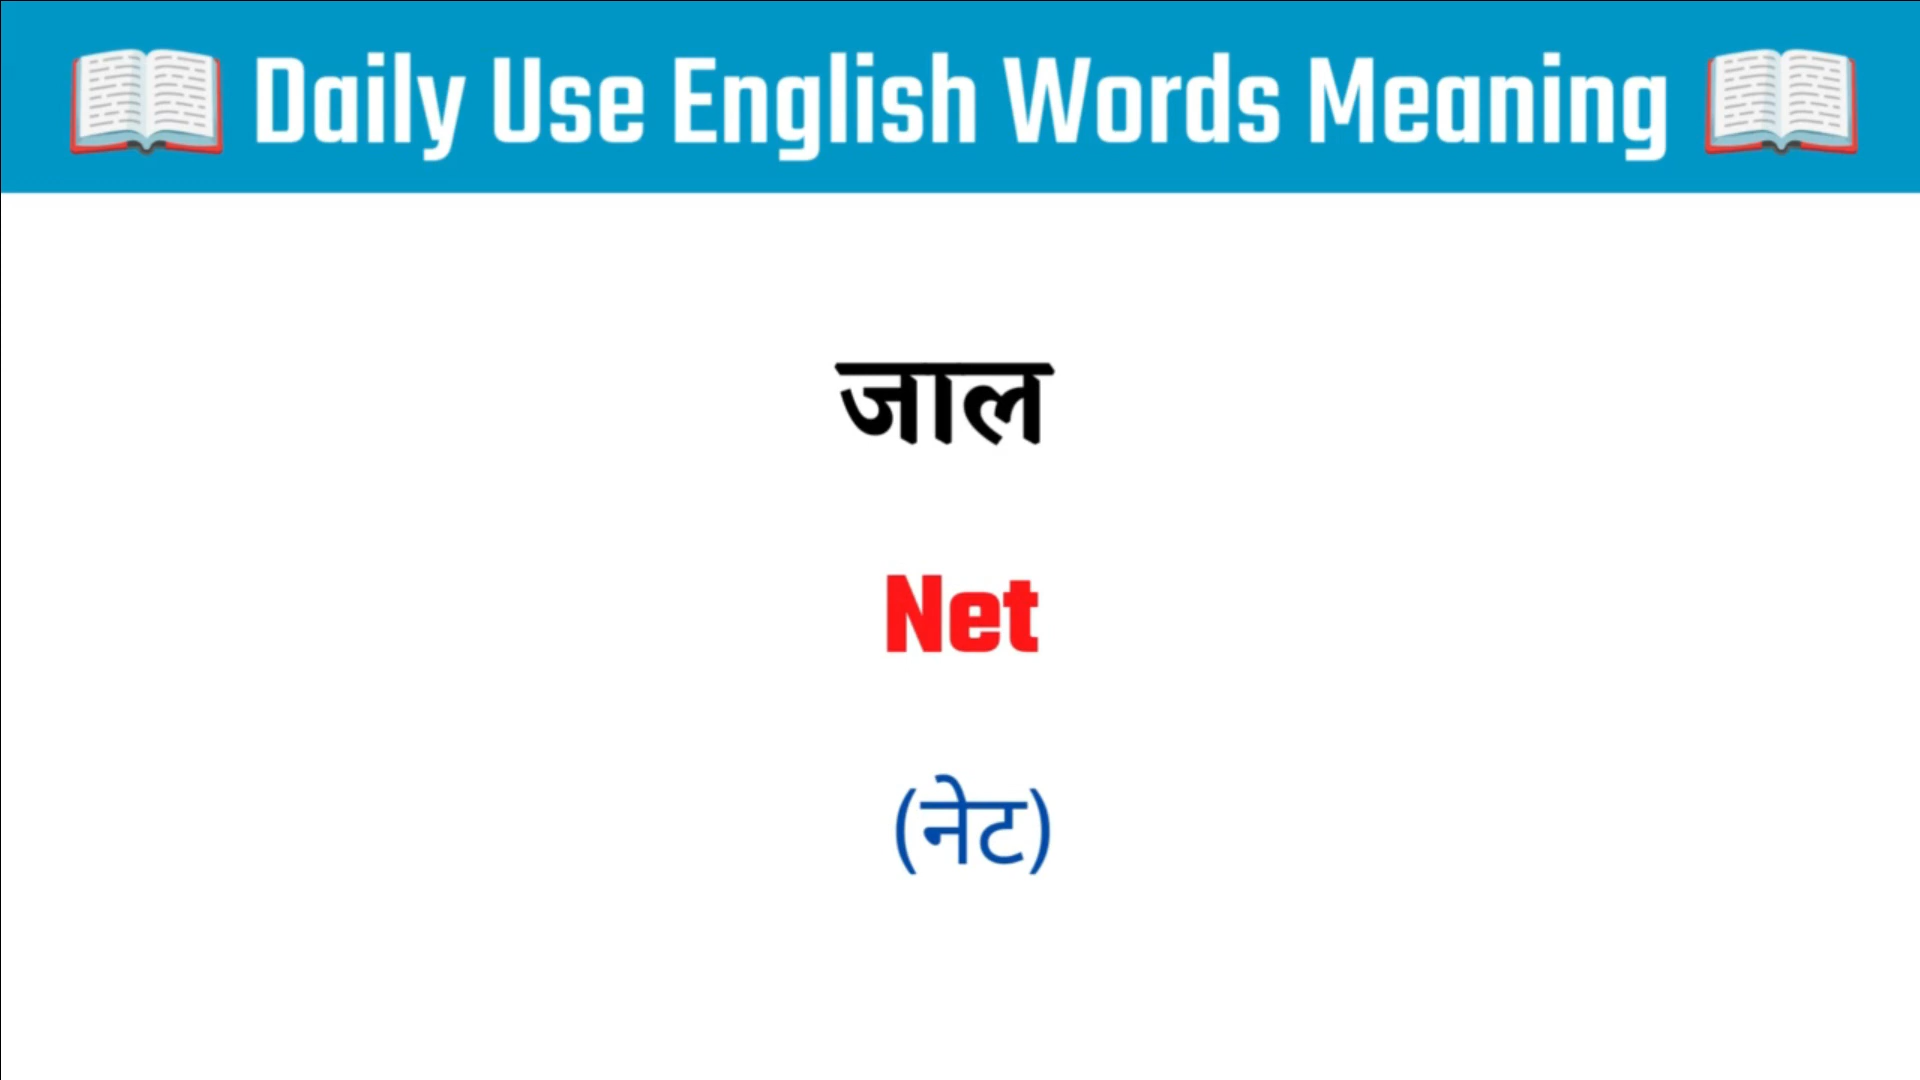 Daily Use English Words Meaning
जाल
Net
(नेट)